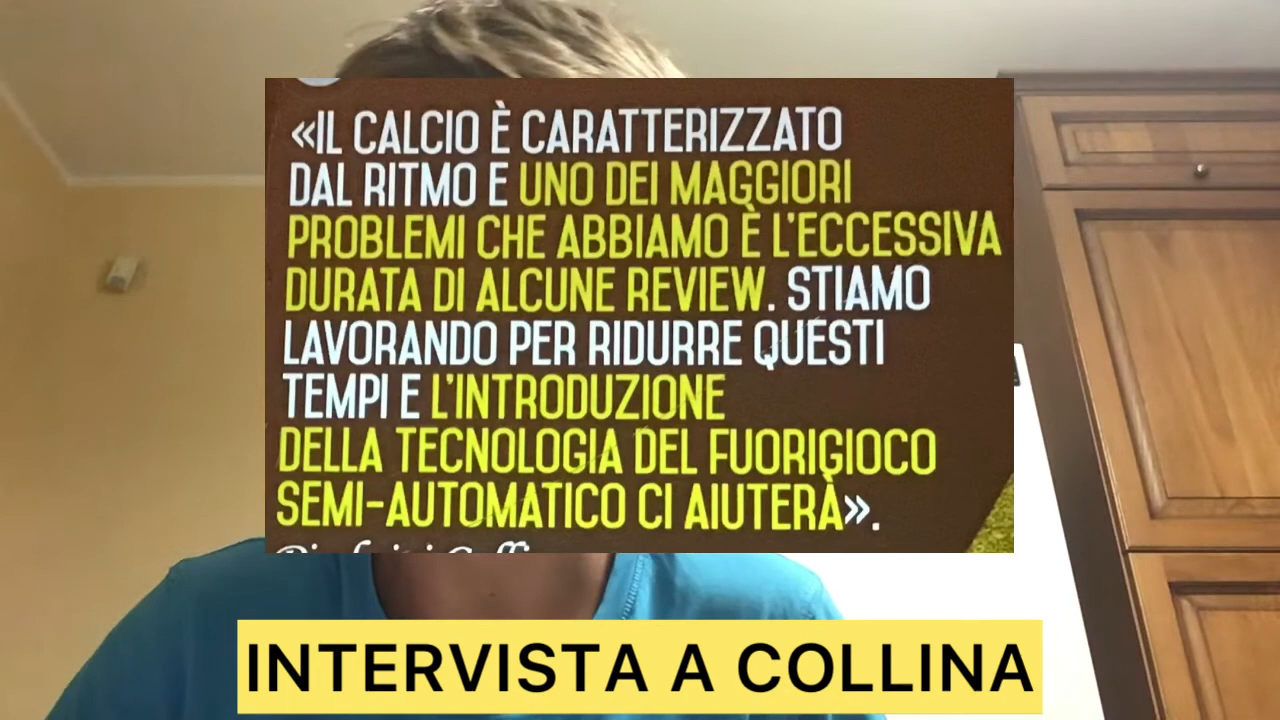 «IL CALCIO È CARATTERIZZATO
DAL RITMO E UNO DEI MAGGIORI
PROBLEMI CHE ABBIAMO È L'ECCESSIVA
DURATA DI ALCUNE REVIEW. STIAMO
LAVORANDO PER RIDURRE QUESTI
TEMPI E L'INTRODUZIONE
DELLA TECNOLOGIA DEL FUORIGIOCO
SEMI-AUTOMATICO CI AIUTERÀ».
INTERVISTA A COLLINA